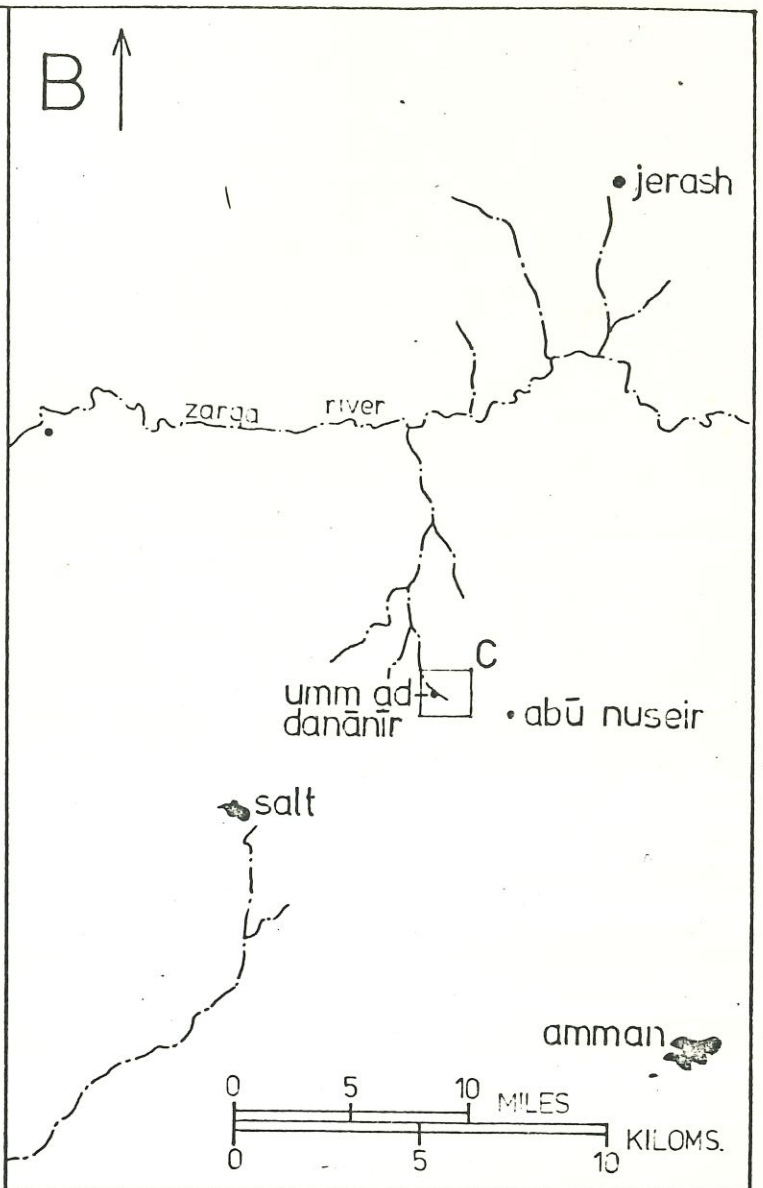 B
jerash
zarqa river
C
umm ad
danānīr
abū nuseir
salt
amman
0 5 10 MILES
0 5 10 KILOMS.